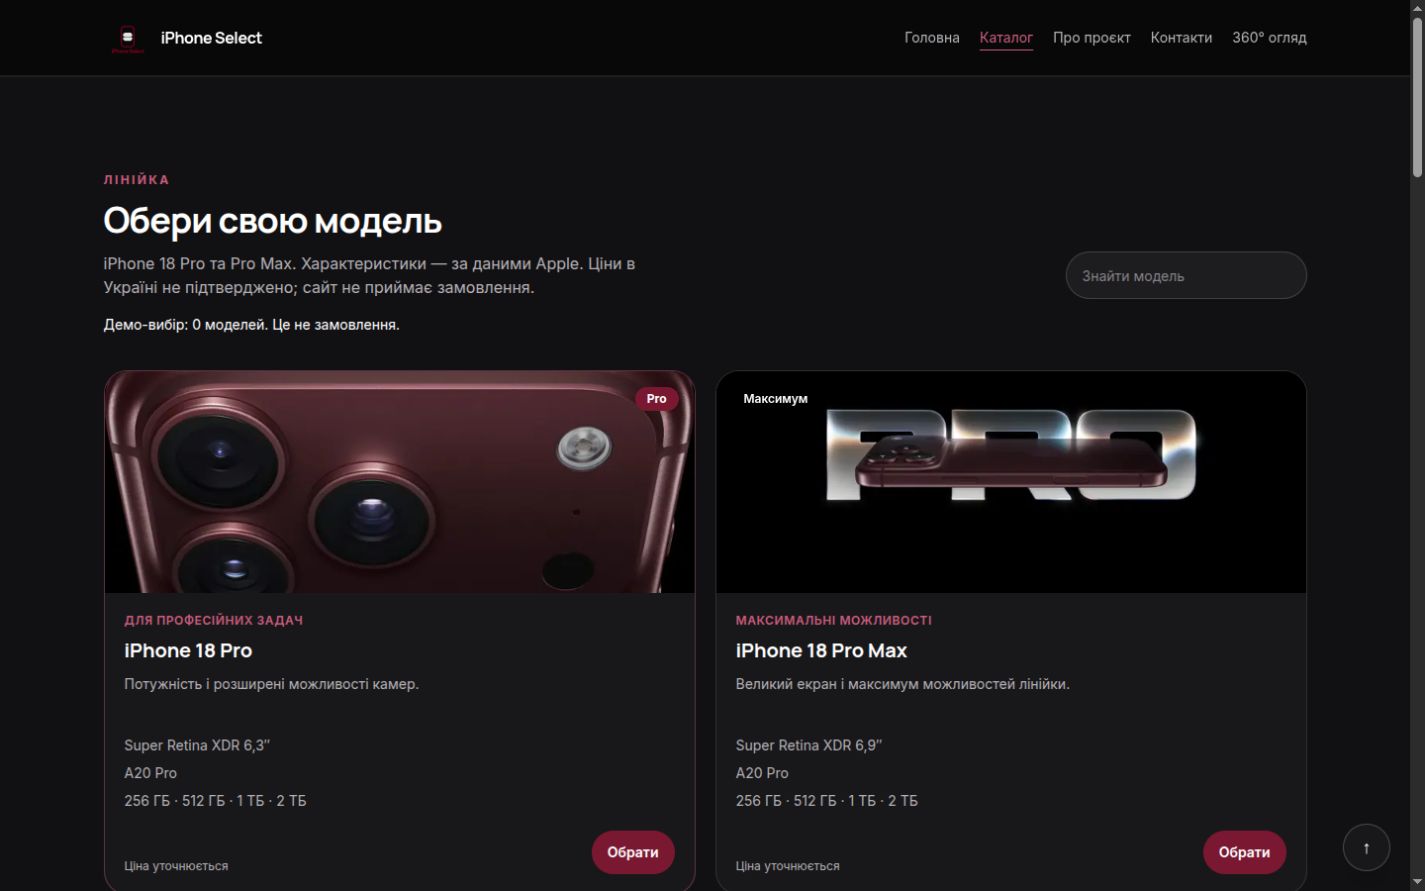 iPhone Select
Головна
Каталог
Про проєкт
Контакти
360° огляд
ЛІНІЙКА
Обери свою модель
iPhone 18 Pro та Pro Max. Характеристики — за даними Apple. Ціни в
Україні не підтверджено; сайт не приймає замовлення.
Знайти модель
Демо-вибір: 0 моделей. Це не замовлення.
Pro
ДЛЯ ПРОФЕСІЙНИХ ЗАДАЧ
iPhone 18 Pro
Потужність і розширені можливості камер.
Super Retina XDR 6,3″
A20 Pro
256 ГБ · 512 ГБ · 1 ТБ · 2 ТБ
Ціна уточнюється
Обрати
Максимум
PRO
МАКСИМАЛЬНІ МОЖЛИВОСТІ
iPhone 18 Pro Max
Великий екран і максимум можливостей лінійки.
Super Retina XDR 6,9″
A20 Pro
256 ГБ · 512 ГБ · 1 ТБ · 2 ТБ
Ціна уточнюється
Обрати
↑